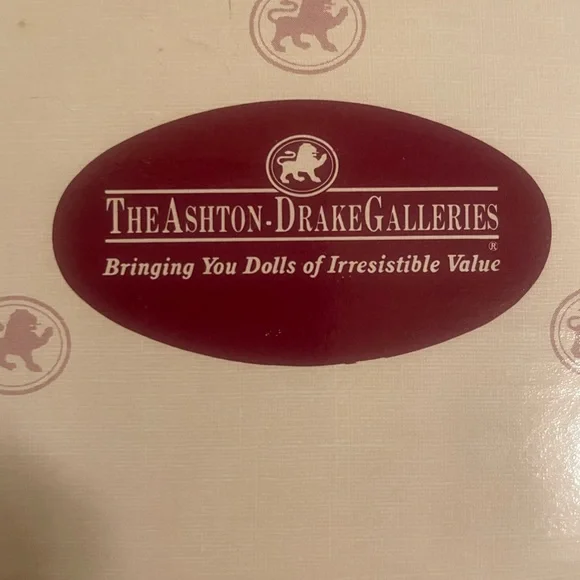 The Ashton-Drake Galleries
®
Bringing You Dolls of Irresistible Value